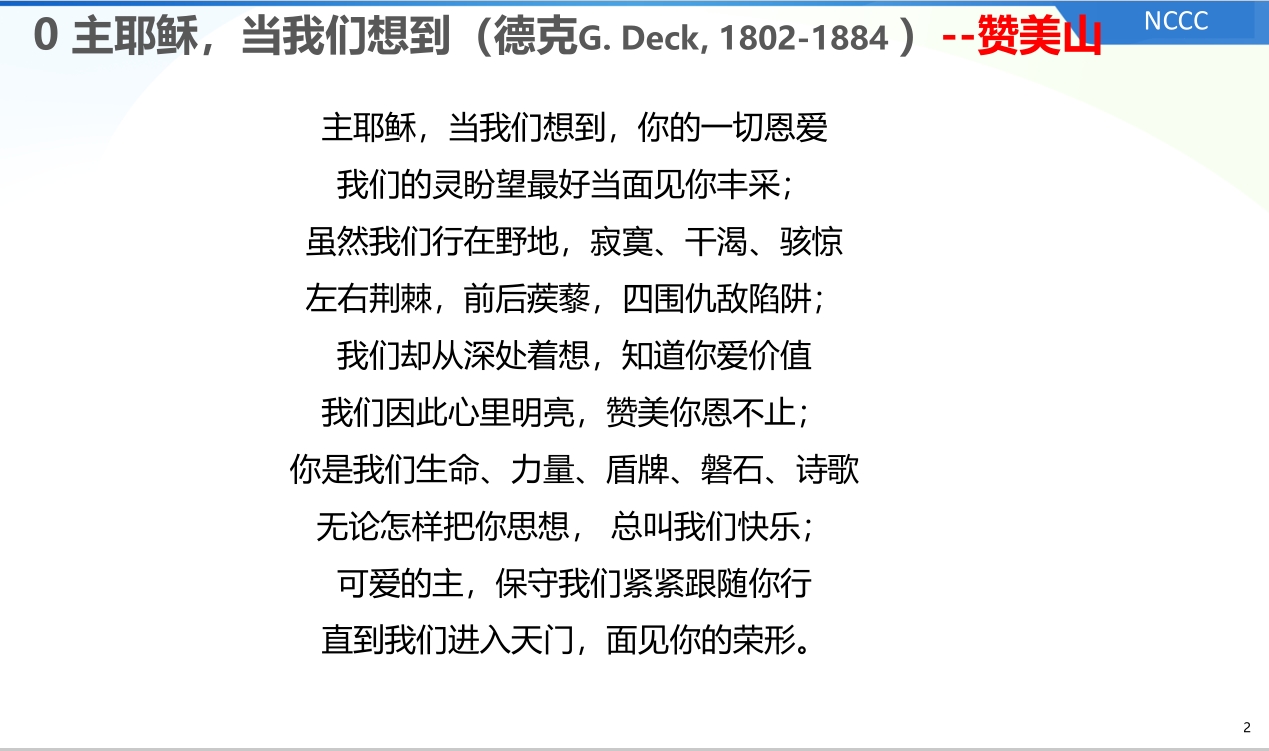 0 主耶稣，当我们想到（德克G. Deck, 1802-1884 ）--赞美山
NCCC
主耶稣，当我们想到，你的一切恩爱
我们的灵盼望最好当面见你丰采；
虽然我们行在野地，寂寞、干渴、骇惊
左右荆棘，前后蒺藜，四围仇敌陷阱；
我们却从深处着想，知道你爱价值
我们因此心里明亮，赞美你恩不止；
你是我们生命、力量、盾牌、磐石、诗歌
无论怎样把你思想， 总叫我们快乐；
可爱的主，保守我们紧紧跟随你行
直到我们进入天门，面见你的荣形。
2